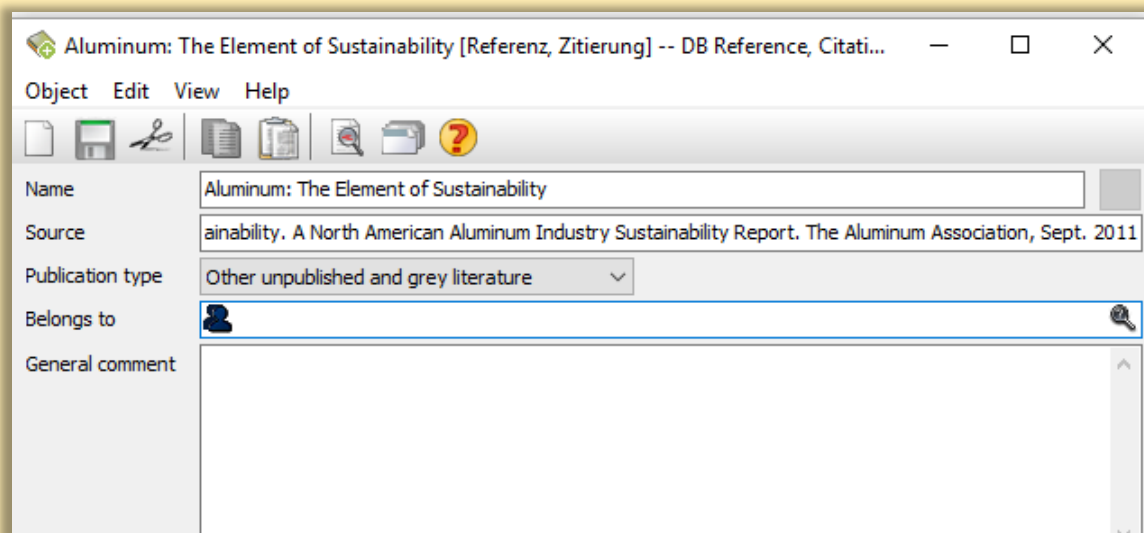 Aluminum: The Element of Sustainability [Referenz, Zitierung] -- DB Reference, Citati...
Object Edit View Help
Name Aluminum: The Element of Sustainability
Source ainability. A North American Aluminum Industry Sustainability Report. The Aluminum Association, Sept. 2011
Publication type Other unpublished and grey literature
Belongs to
General comment